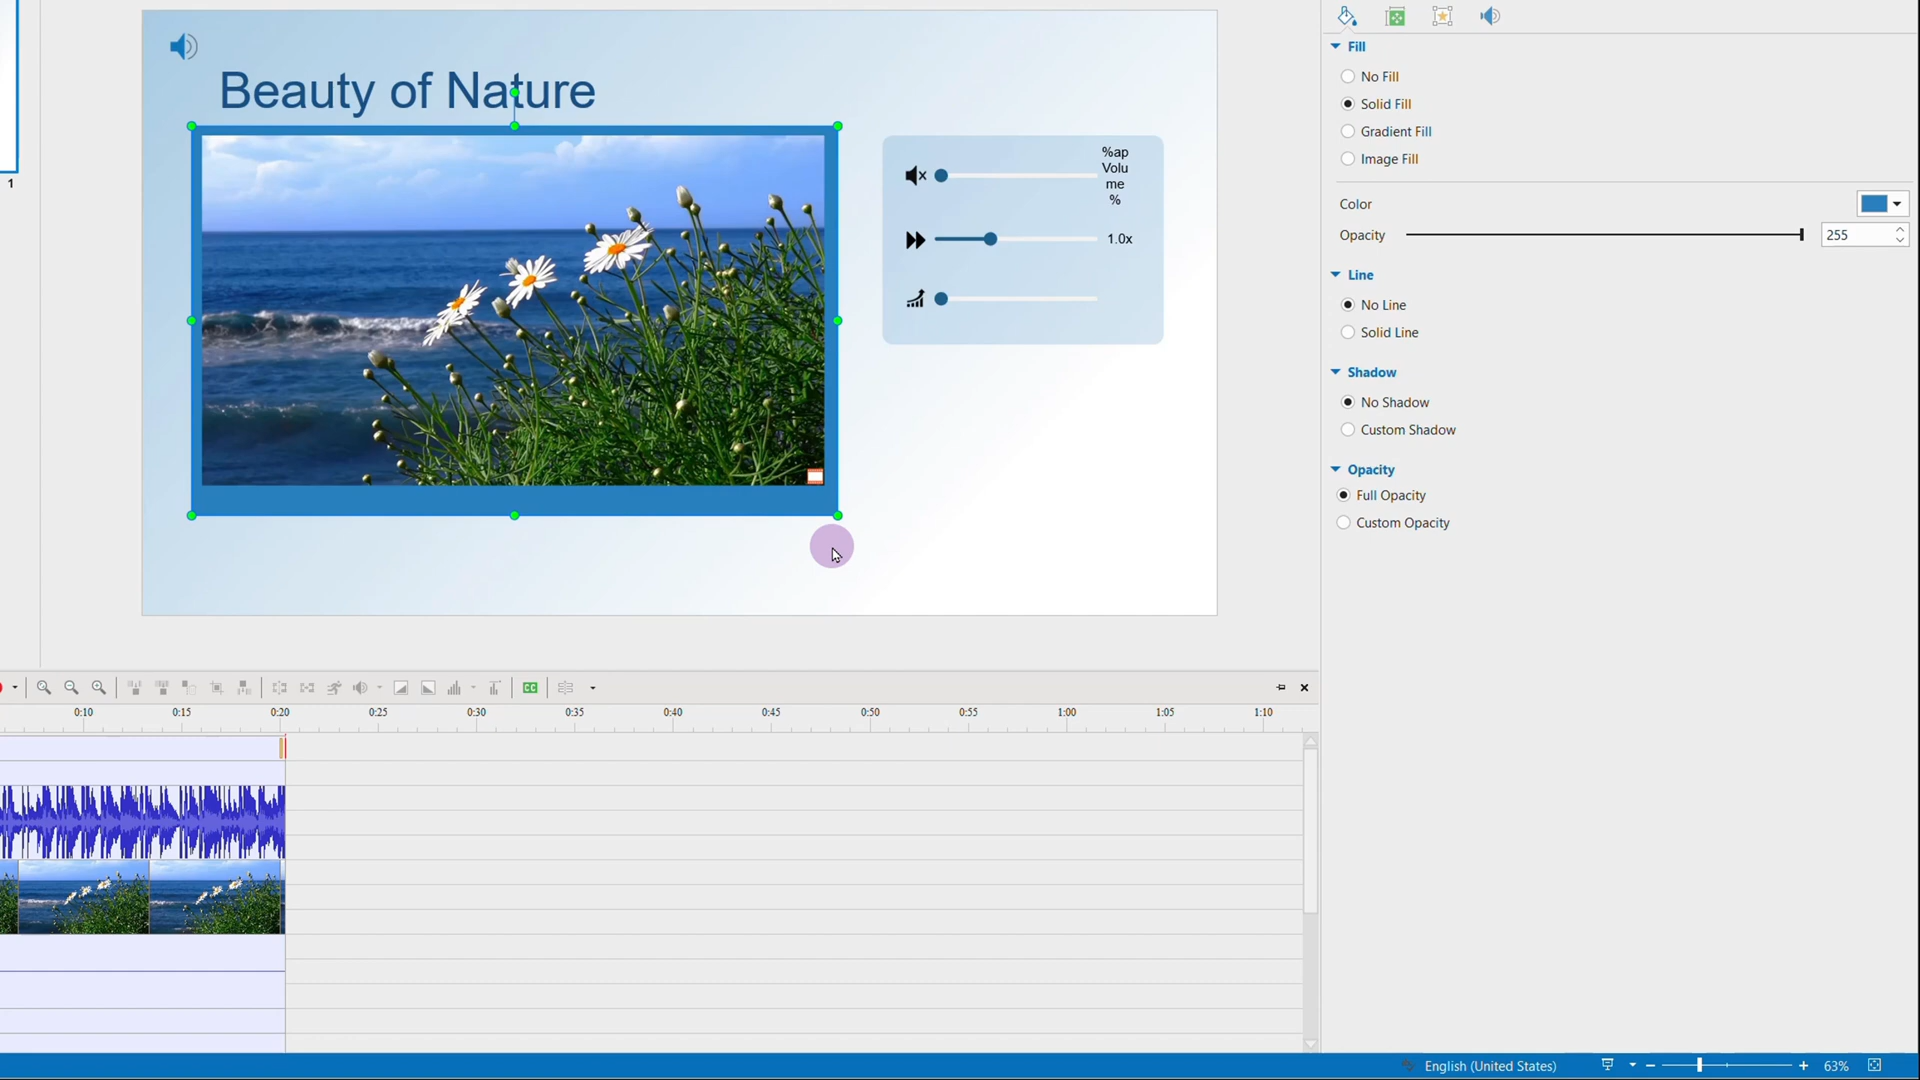 Beauty of Nature
%ap
Volu
me
%
1.0x
1
Fill
No Fill
Solid Fill
Gradient Fill
Image Fill
Color
Opacity
255
Line
No Line
Solid Line
Shadow
No Shadow
Custom Shadow
Opacity
Full Opacity
Custom Opacity
CC
0:10 0:15 0:20 0:25 0:30 0:35 0:40 0:45 0:50 0:55 1:00 1:05 1:10
English (United States)
63%